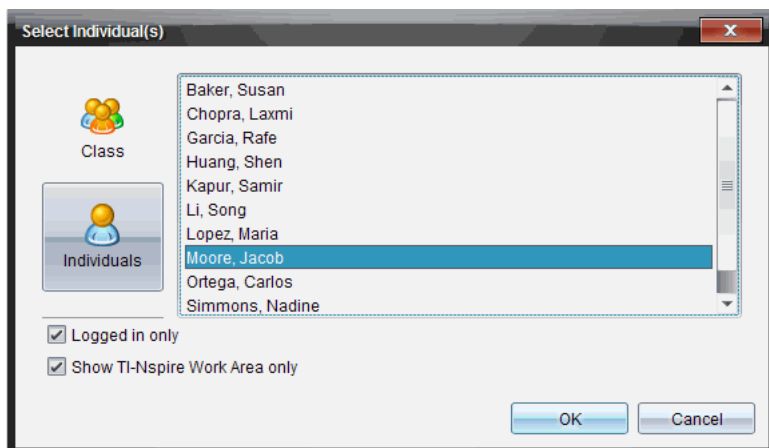 Select Individual(s)
Class
Individuals
Baker, Susan
Chopra, Laxmi
Garcia, Rafe
Huang, Shen
Kapur, Samir
Li, Song
Lopez, Maria
Moore, Jacob
Ortega, Carlos
Simmons, Nadine
Logged in only
Show TI-Nspire Work Area only
OK
Cancel